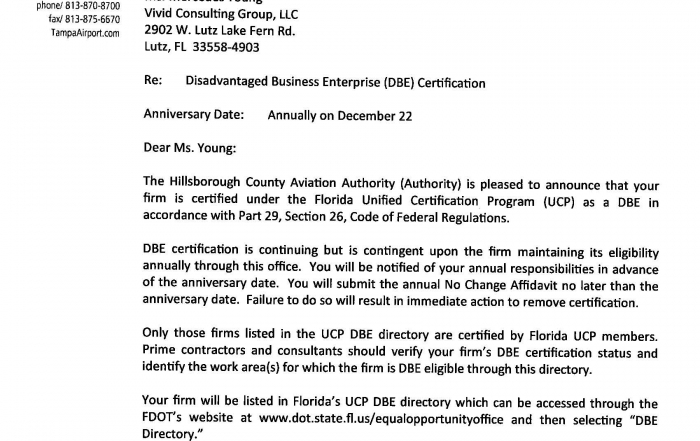 phone/ 813-870-8700
fax/ 813-875-6670
TampaAirport.com
Vivid Consulting Group, LLC
2902 W. Lutz Lake Fern Rd.
Lutz, FL 33558-4903
Re: Disadvantaged Business Enterprise (DBE) Certification
Anniversary Date: Annually on December 22
Dear Ms. Young:
The Hillsborough County Aviation Authority (Authority) is pleased to announce that your
firm is certified under the Florida Unified Certification Program (UCP) as a DBE in
accordance with Part 29, Section 26, Code of Federal Regulations.
DBE certification is continuing but is contingent upon the firm maintaining its eligibility
annually through this office. You will be notified of your annual responsibilities in advance
of the anniversary date. You will submit the annual No Change Affidavit no later than the
anniversary date. Failure to do so will result in immediate action to remove certification.
Only those firms listed in the UCP DBE directory are certified by Florida UCP members.
Prime contractors and consultants should verify your firm's DBE certification status and
identify the work area(s) for which the firm is DBE eligible through this directory.
Your firm will be listed in Florida's UCP DBE directory which can be accessed through the
FDOT's website at www.dot.state.fl.us/equalopportunityoffice and then selecting "DBE
Directory."